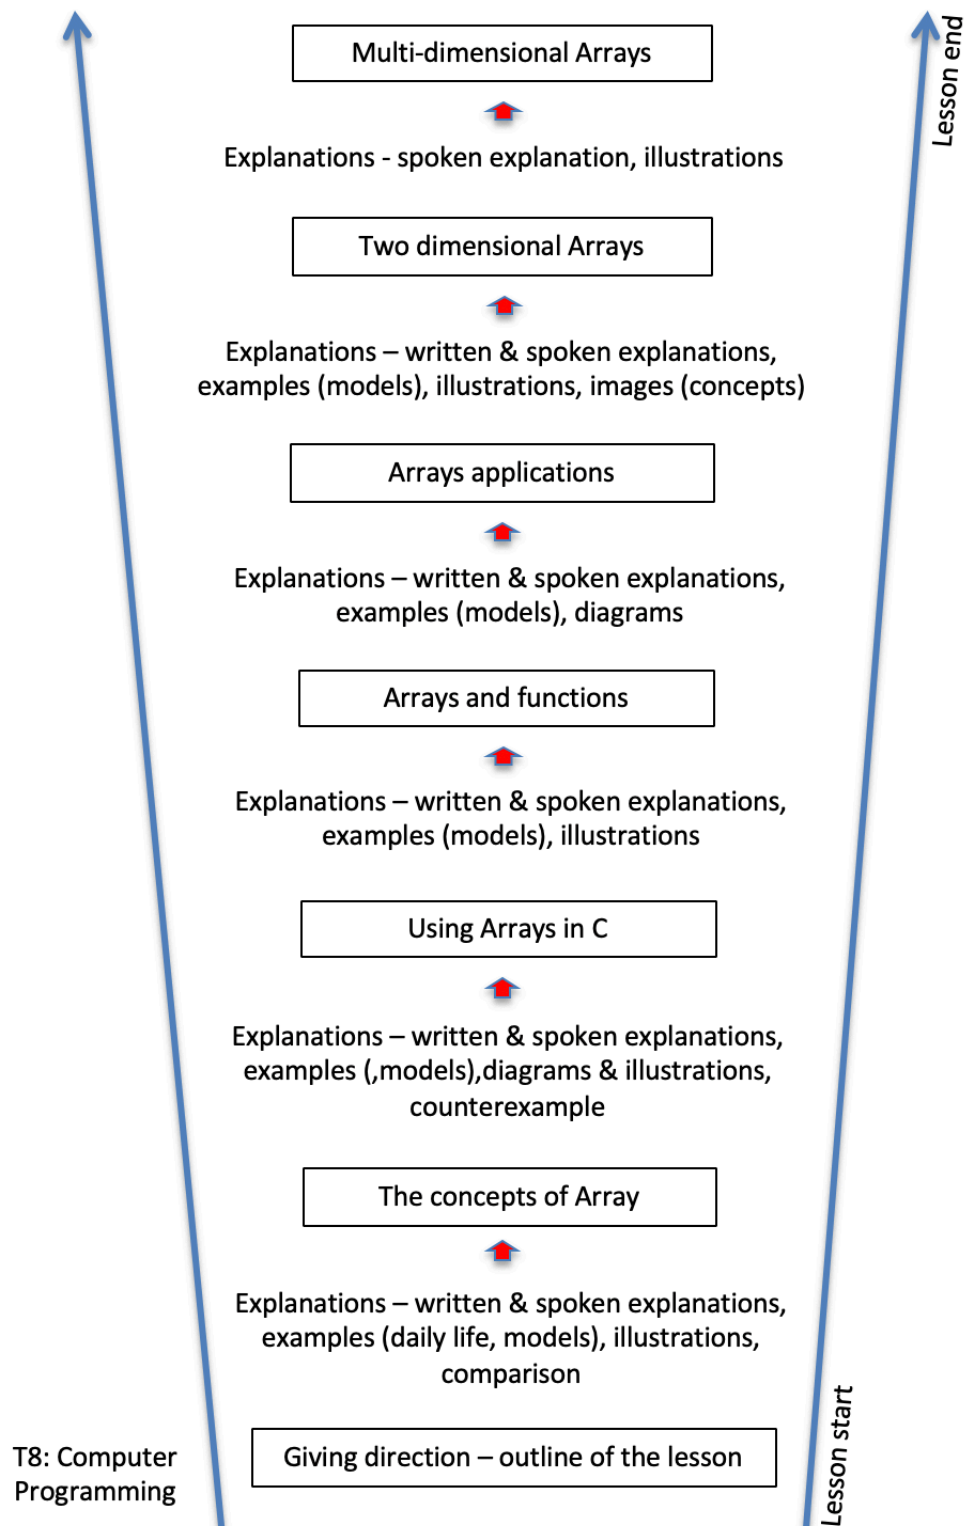 Lesson end
Multi-dimensional Arrays
Explanations - spoken explanation, illustrations
Two dimensional Arrays
Explanations – written & spoken explanations,
examples (models), illustrations, images (concepts)
Arrays applications
Explanations – written & spoken explanations,
examples (models), diagrams
Arrays and functions
Explanations – written & spoken explanations,
examples (models), illustrations
Using Arrays in C
Explanations – written & spoken explanations,
examples (,models),diagrams & illustrations,
counterexample
The concepts of Array
Explanations – written & spoken explanations,
examples (daily life, models), illustrations,
comparison
Lesson start
Giving direction – outline of the lesson
T8: Computer
Programming